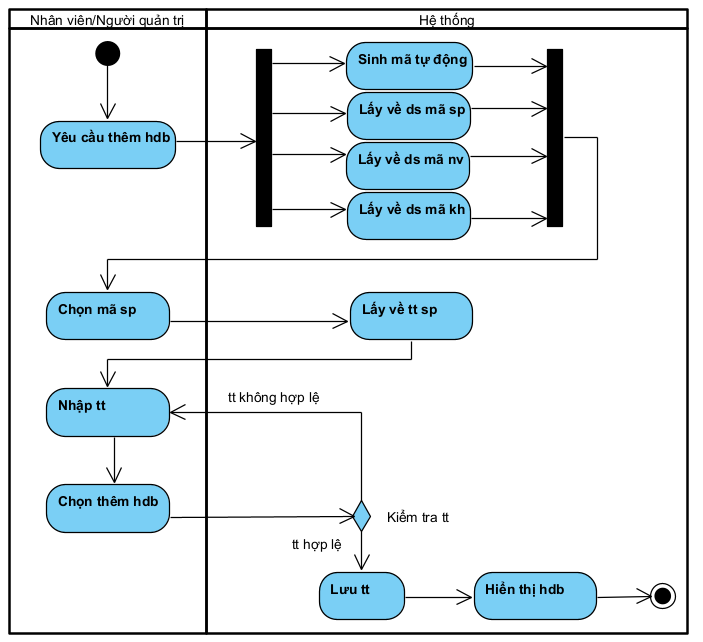 Nhân viên/Người quản trị
Hệ thống
Sinh mã tự động
Lấy về ds mã sp
Yêu cầu thêm hdb
Lấy về ds mã nv
Lấy về ds mã kh
Chọn mã sp
Lấy về tt sp
Nhập tt
tt không hợp lệ
Chọn thêm hdb
Kiểm tra tt
tt hợp lệ
Lưu tt
Hiển thị hdb